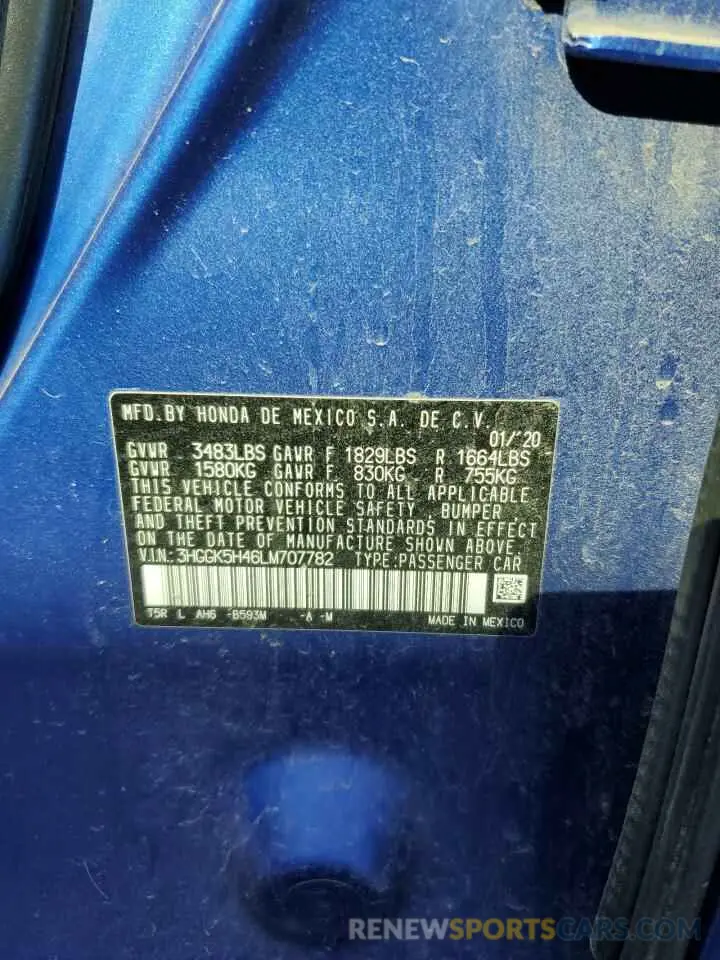 MFD.BY HONDA DE MEXICO S.A. DE C.V.
01/'20
GVWR 3483LBS GAWR F 1829LBS R 1664LBS
GVWR 1580KG GAWR F 830KG R 755KG
THIS VEHICLE CONFORMS TO ALL APPLICABLE
FEDERAL MOTOR VEHICLE SAFETY, BUMPER,
AND THEFT PREVENTION STANDARDS IN EFFECT
ON THE DATE OF MANUFACTURE SHOWN ABOVE.
V.I.N.:3HGGK5H46LM707782 TYPE:PASSENGER CAR
T5R L AH6 -B593M -A -M MADE IN MEXICO
RENEWSPORTSCARS.COM